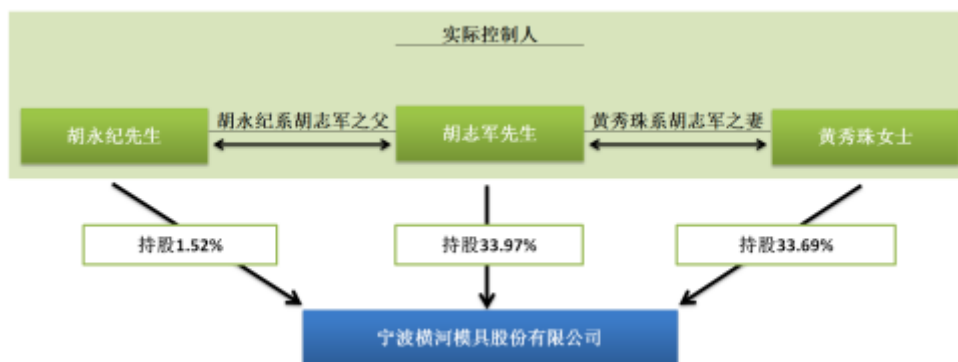 实际控制人
胡永纪先生
胡永纪系胡志军之父
胡志军先生
黄秀珠系胡志军之妻
黄秀珠女士
持股1.52%
持股33.97%
持股33.69%
宁波横河模具股份有限公司